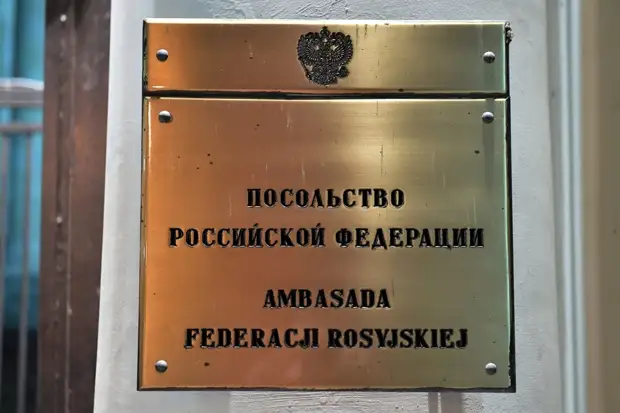 ПОСОЛЬСТВО
РОССИЙСКОЙ ФЕДЕРАЦИИ
AMBASADA
FEDERACJI ROSYJSKIEJ